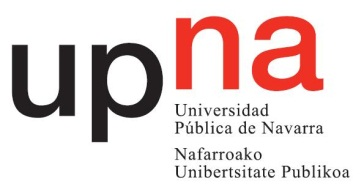 upna
Universidad
Pública de Navarra
Nafarroako
Unibertsitate Publikoa